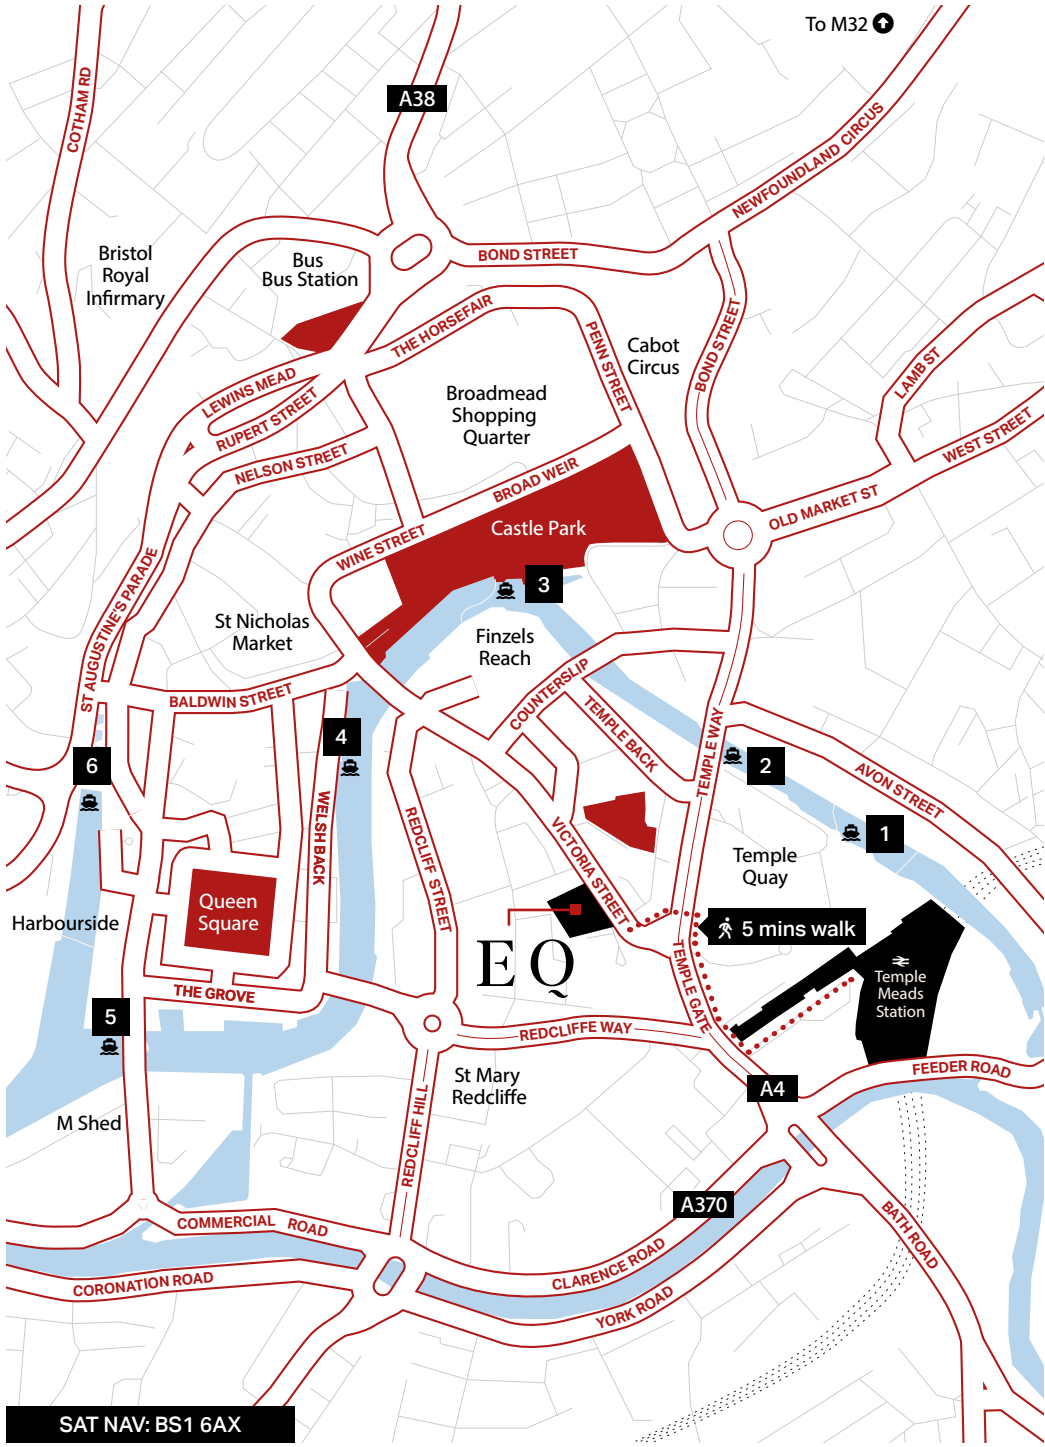 To M32
A38
COTHAM RD
NEWFOUNDLAND CIRCUS
Bristol
Royal
Infirmary
Bus
Bus Station
BOND STREET
THE HORSEFAIR
PENN STREET
Cabot
Circus
BOND STREET
LAMB ST
WEST STREET
LEWINS MEAD
RUPERT STREET
NELSON STREET
Broadmead
Shopping
Quarter
BROAD WEIR
OLD MARKET ST
WINE STREET
Castle Park
3
ST AUGUSTINE'S PARADE
St Nicholas
Market
Finzels
Reach
COUNTERSLIP
BALDWIN STREET
TEMPLE BACK
TEMPLE WAY
4
6
2
AVON STREET
1
WELSH BACK
REDCLIFF STREET
VICTORIA STREET
Temple
Quay
Queen
Square
Harbourside
5 mins walk
EQ
TEMPLE GATE
Temple
Meads
Station
THE GROVE
5
REDCLIFFE WAY
FEEDER ROAD
St Mary
Redcliffe
A4
M Shed
REDCLIFF HILL
A370
BATH ROAD
COMMERCIAL ROAD
CORONATION ROAD
CLARENCE ROAD
YORK ROAD
SAT NAV: BS1 6AX